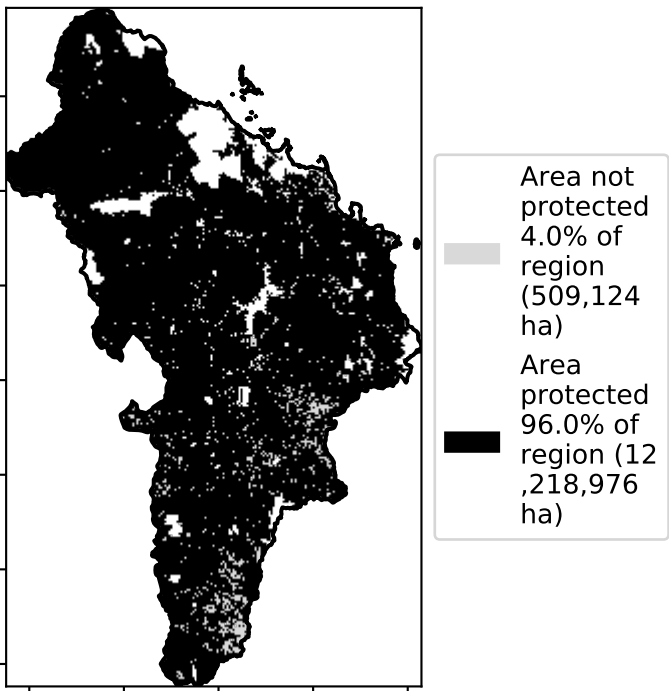 Area not
protected
4.0% of
region
(509,124
ha)
Area
protected
96.0% of
region (12
,218,976
ha)